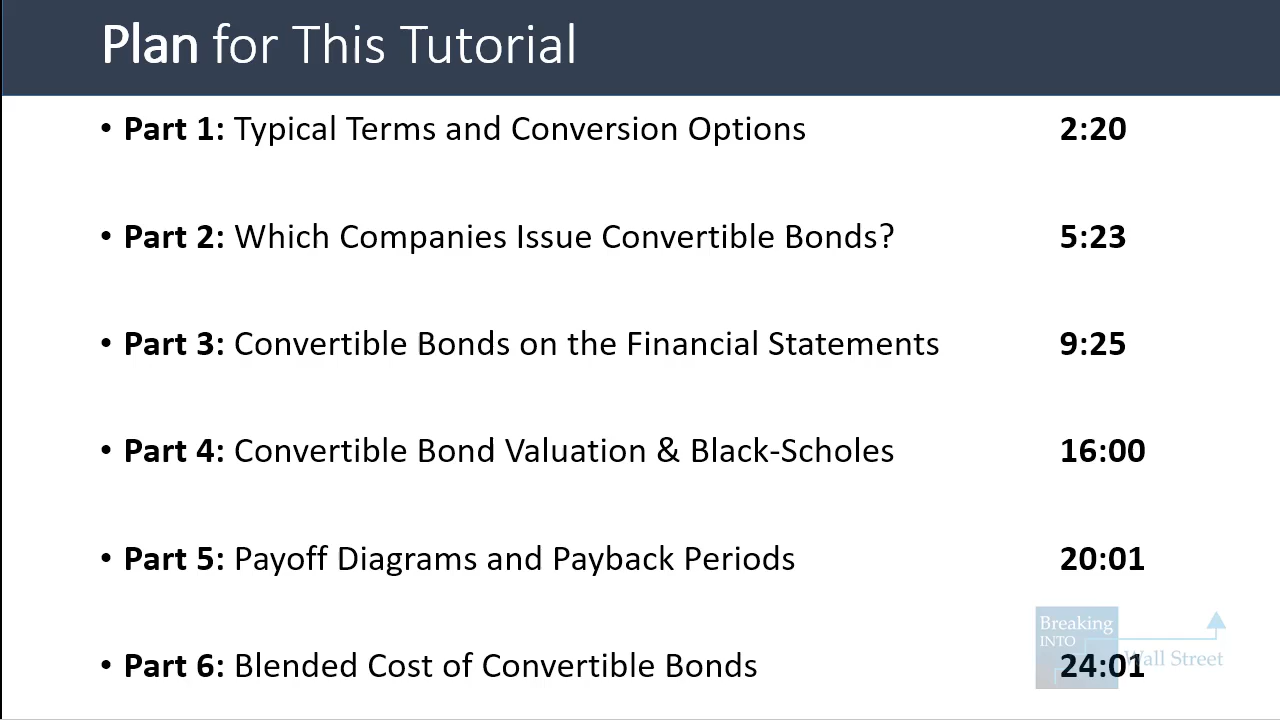 Plan for This Tutorial
• Part 1: Typical Terms and Conversion Options 2:20
• Part 2: Which Companies Issue Convertible Bonds? 5:23
• Part 3: Convertible Bonds on the Financial Statements 9:25
• Part 4: Convertible Bond Valuation & Black-Scholes 16:00
• Part 5: Payoff Diagrams and Payback Periods 20:01
Breaking
INTO
Wall Street
• Part 6: Blended Cost of Convertible Bonds 24:01